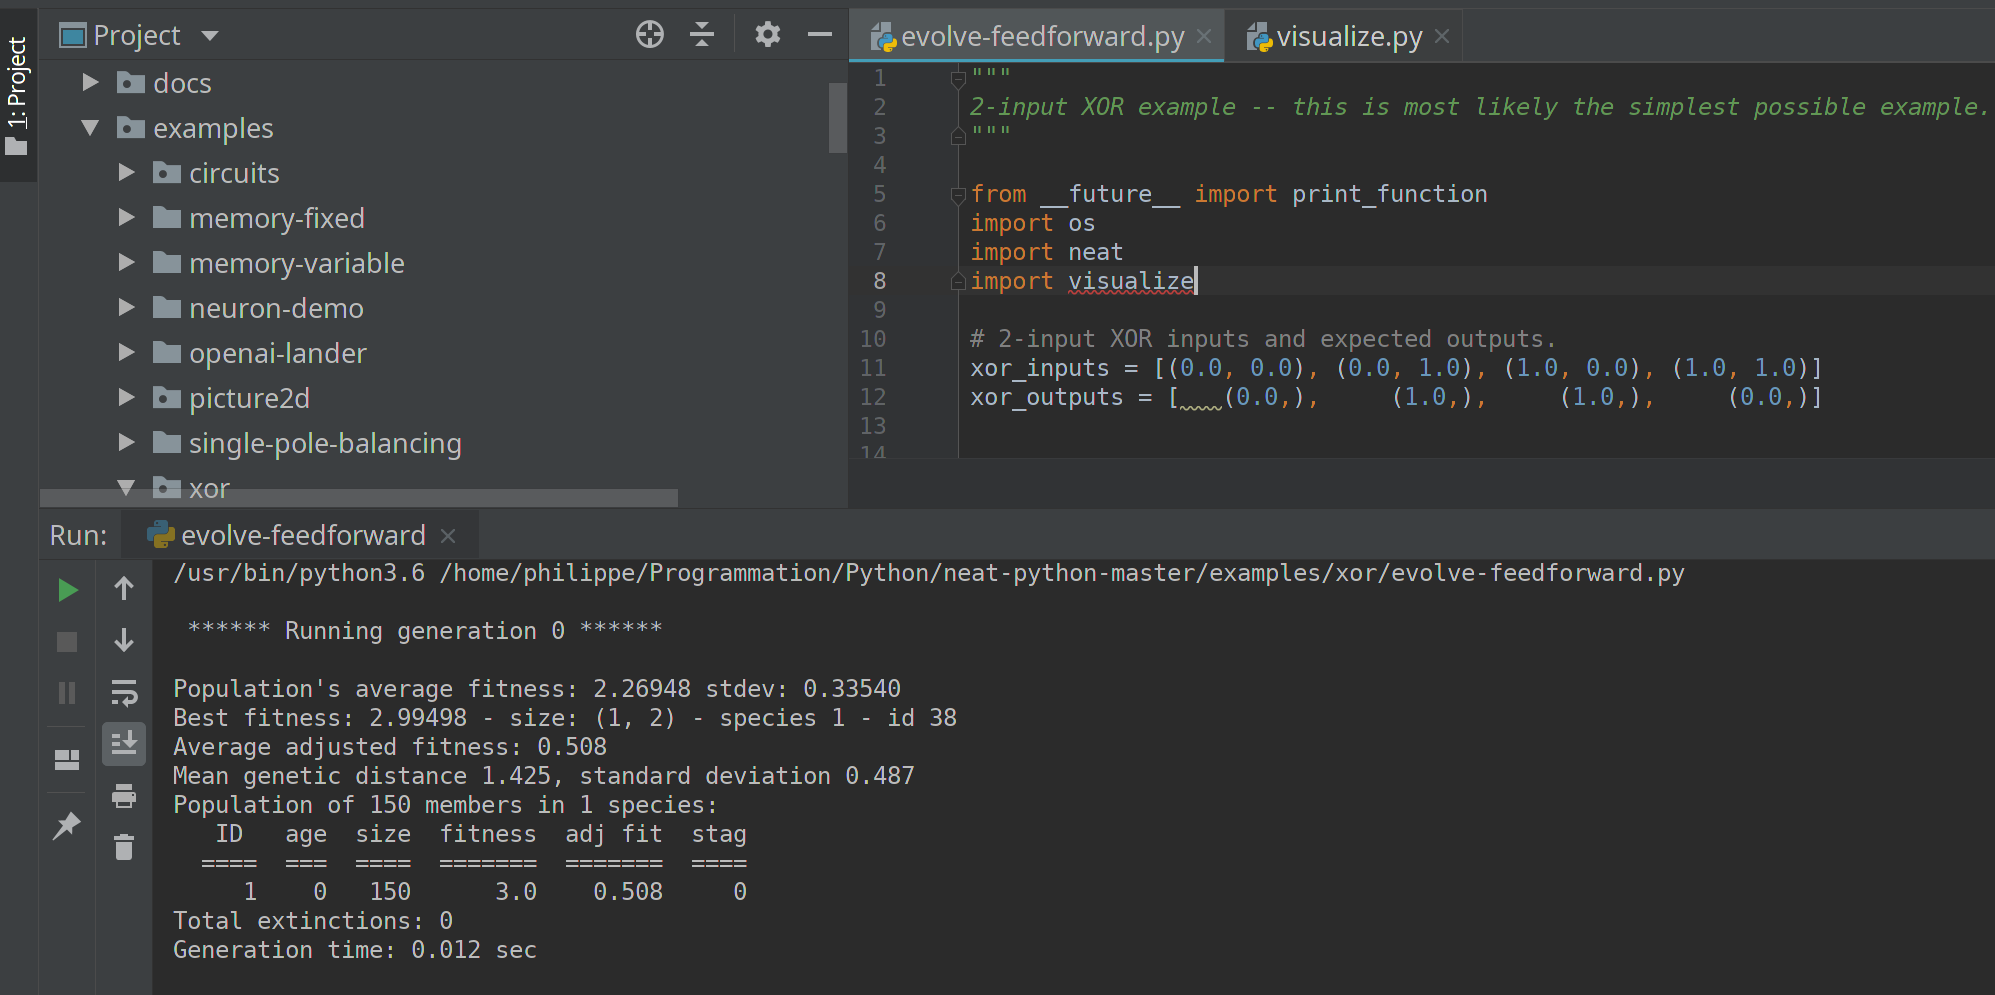 1: Project
Project
docs
examples
circuits
memory-fixed
memory-variable
neuron-demo
openai-lander
picture2d
single-pole-balancing
xor
evolve-feedforward.py
visualize.py
1 """
2 2-input XOR example -- this is most likely the simplest possible example.
3 """
4
5 from __future__ import print_function
6 import os
7 import neat
8 import visualize
9
10 # 2-input XOR inputs and expected outputs.
11 xor_inputs = [(0.0, 0.0), (0.0, 1.0), (1.0, 0.0), (1.0, 1.0)]
12 xor_outputs = [   (0.0,),     (1.0,),     (1.0,),     (0.0,)]
13
14
Run:
evolve-feedforward
/usr/bin/python3.6 /home/philippe/Programmation/Python/neat-python-master/examples/xor/evolve-feedforward.py
****** Running generation 0 ******
Population's average fitness: 2.26948 stdev: 0.33540
Best fitness: 2.99498 - size: (1, 2) - species 1 - id 38
Average adjusted fitness: 0.508
Mean genetic distance 1.425, standard deviation 0.487
Population of 150 members in 1 species:
   ID   age  size  fitness  adj fit  stag
  ====  ===  ====  =======  =======  ====
     1    0   150      3.0    0.508     0
Total extinctions: 0
Generation time: 0.012 sec